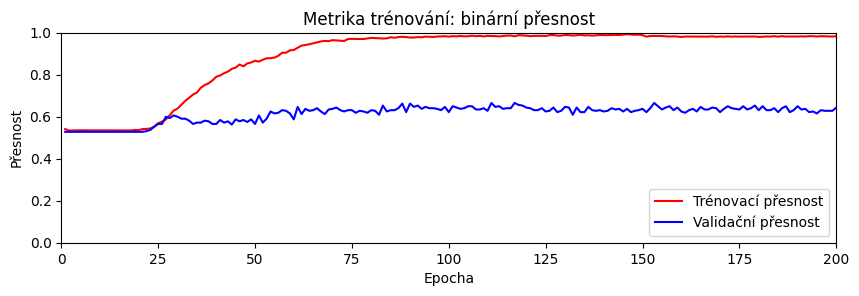 Metrika trénování: binární přesnost
Přesnost
1.0
0.8
0.6
0.4
0.2
0.0
Trénovací přesnost
Validační přesnost
0 25 50 75 100 125 150 175 200
Epocha